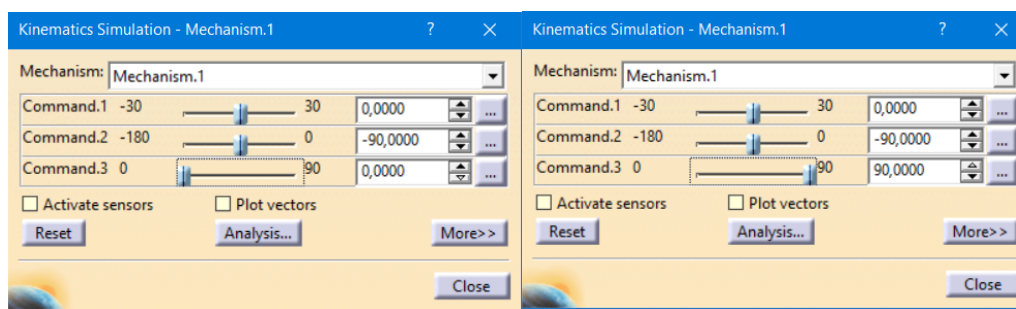 Kinematics Simulation - Mechanism.1 ? ×
Mechanism: Mechanism.1
Command.1 -30 30 0,0000 ...
Command.2 -180 0 -90,0000 ...
Command.3 0 90 0,0000 ...
Activate sensors Plot vectors
Reset Analysis... More>>
Close
Kinematics Simulation - Mechanism.1 ? ×
Mechanism: Mechanism.1
Command.1 -30 30 0,0000 ...
Command.2 -180 0 -90,0000 ...
Command.3 0 90 90,0000 ...
Activate sensors Plot vectors
Reset Analysis... More>>
Close